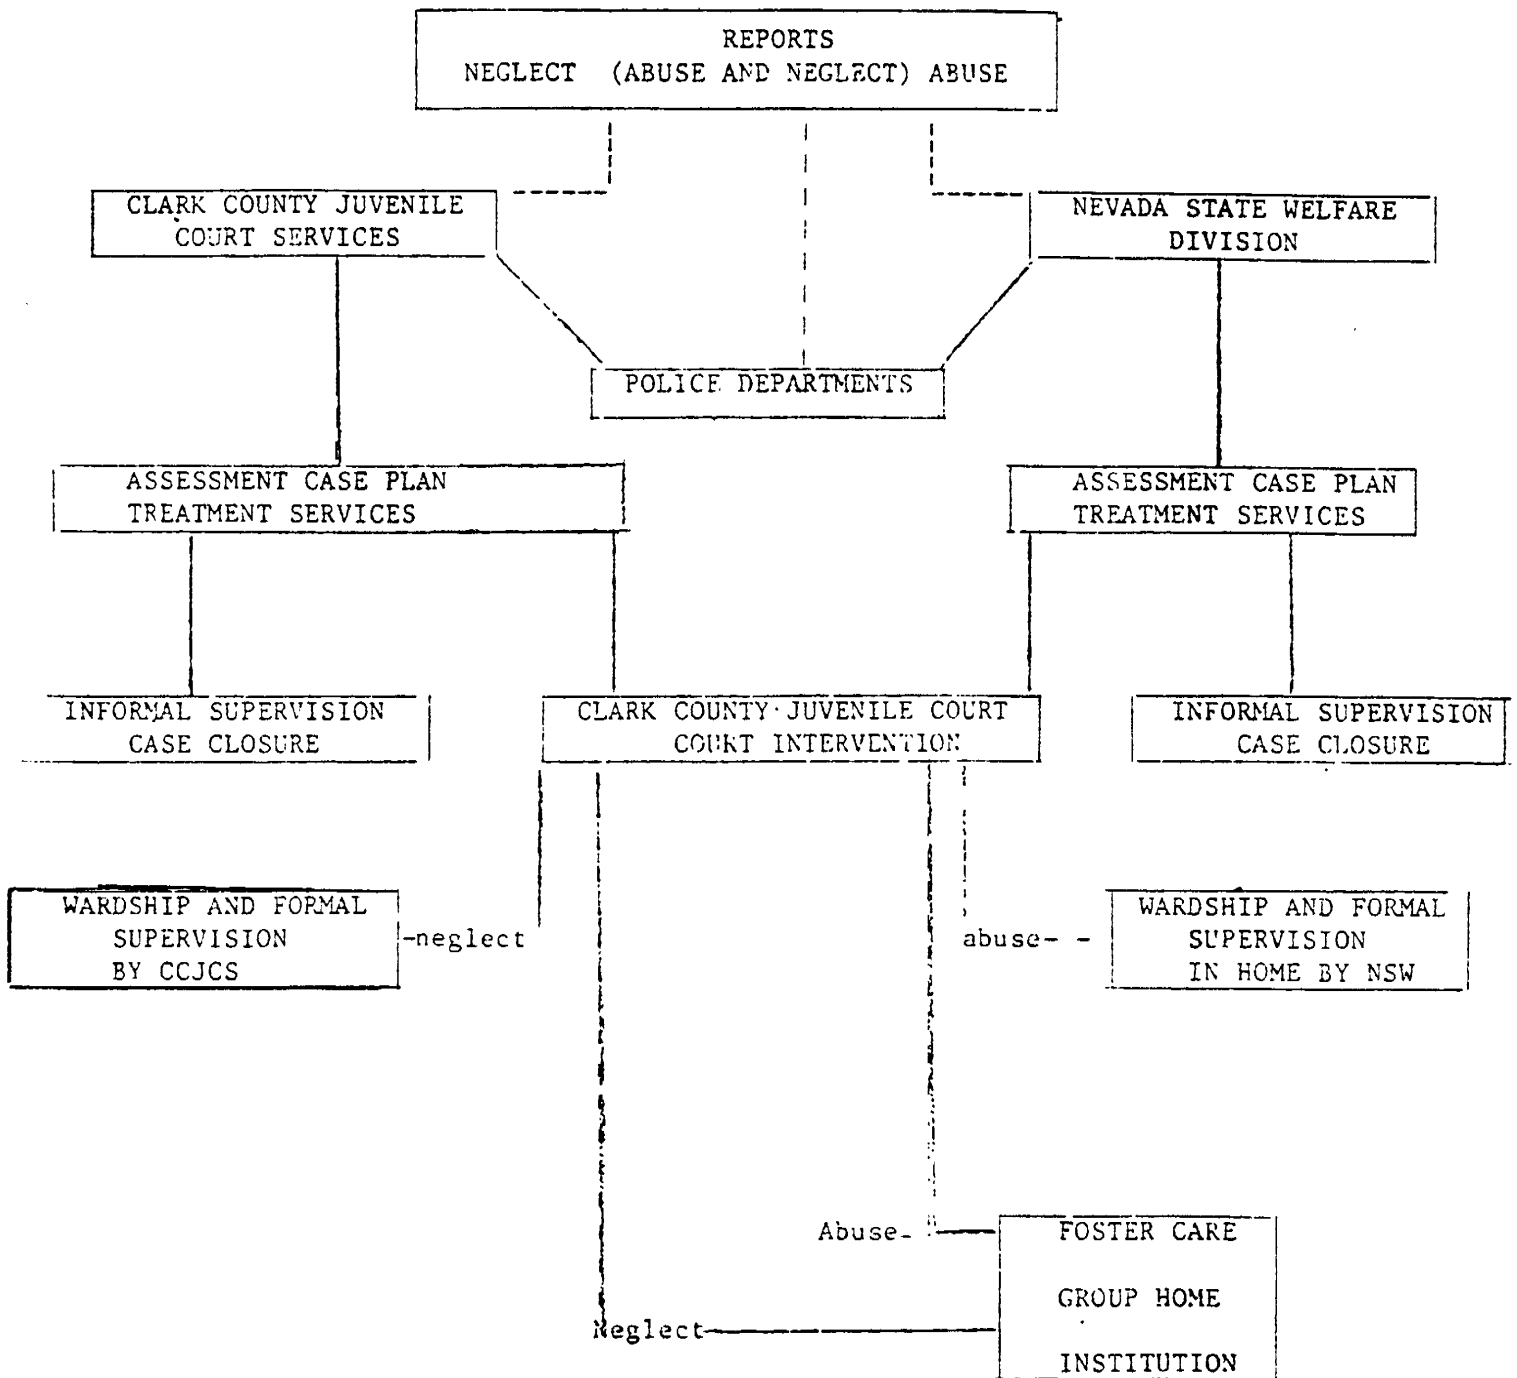 REPORTS
NEGLECT (ABUSE AND NEGLECT) ABUSE
CLARK COUNTY JUVENILE
COURT SERVICES
NEVADA STATE WELFARE
DIVISION
POLICE DEPARTMENTS
ASSESSMENT CASE PLAN
TREATMENT SERVICES
ASSESSMENT CASE PLAN
TREATMENT SERVICES
INFORMAL SUPERVISION
CASE CLOSURE
CLARK COUNTY JUVENILE COURT
COURT INTERVENTION
INFORMAL SUPERVISION
CASE CLOSURE
WARDSHIP AND FORMAL
SUPERVISION
BY CCJCS
neglect
abuse
WARDSHIP AND FORMAL
SUPERVISION
IN HOME BY NSW
Abuse
FOSTER CARE
GROUP HOME
Neglect
INSTITUTION